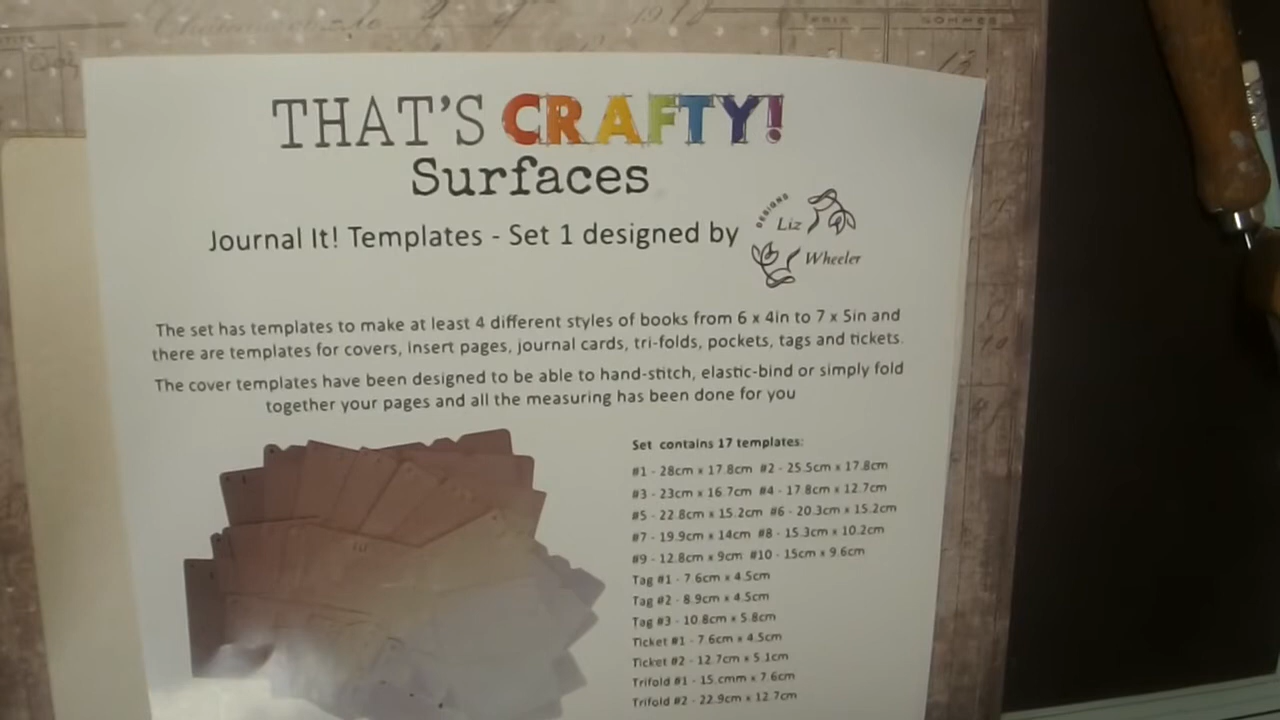 PRIX
SOMMES
THAT'S CRAFTY!
Surfaces
Journal It! Templates - Set 1 designed by
DESIGNS
Liz
Wheeler
The set has templates to make at least 4 different styles of books from 6 x 4in to 7 x 5in and
there are templates for covers, insert pages, journal cards, tri-folds, pockets, tags and tickets.
The cover templates have been designed to be able to hand-stitch, elastic-bind or simply fold
together your pages and all the measuring has been done for you
Set contains 17 templates:
#1 - 28cm x 17.8cm #2 - 25.5cm x 17.8cm
#3 - 23cm x 16.7cm #4 - 17.8cm x 12.7cm
#5 - 22.8cm x 15.2cm #6 - 20.3cm x 15.2cm
#7 - 19.9cm x 14cm #8 - 15.3cm x 10.2cm
#9 - 12.8cm x 9cm #10 - 15cm x 9.6cm
Tag #1 - 7.6cm x 4.5cm
Tag #2 - 8.9cm x 4.5cm
Tag #3 - 10.8cm x 5.8cm
Ticket #1 - 7.6cm x 4.5cm
Ticket #2 - 12.7cm x 5.1cm
Trifold #1 - 15.cmm x 7.6cm
Trifold #2 - 22.9cm x 12.7cm